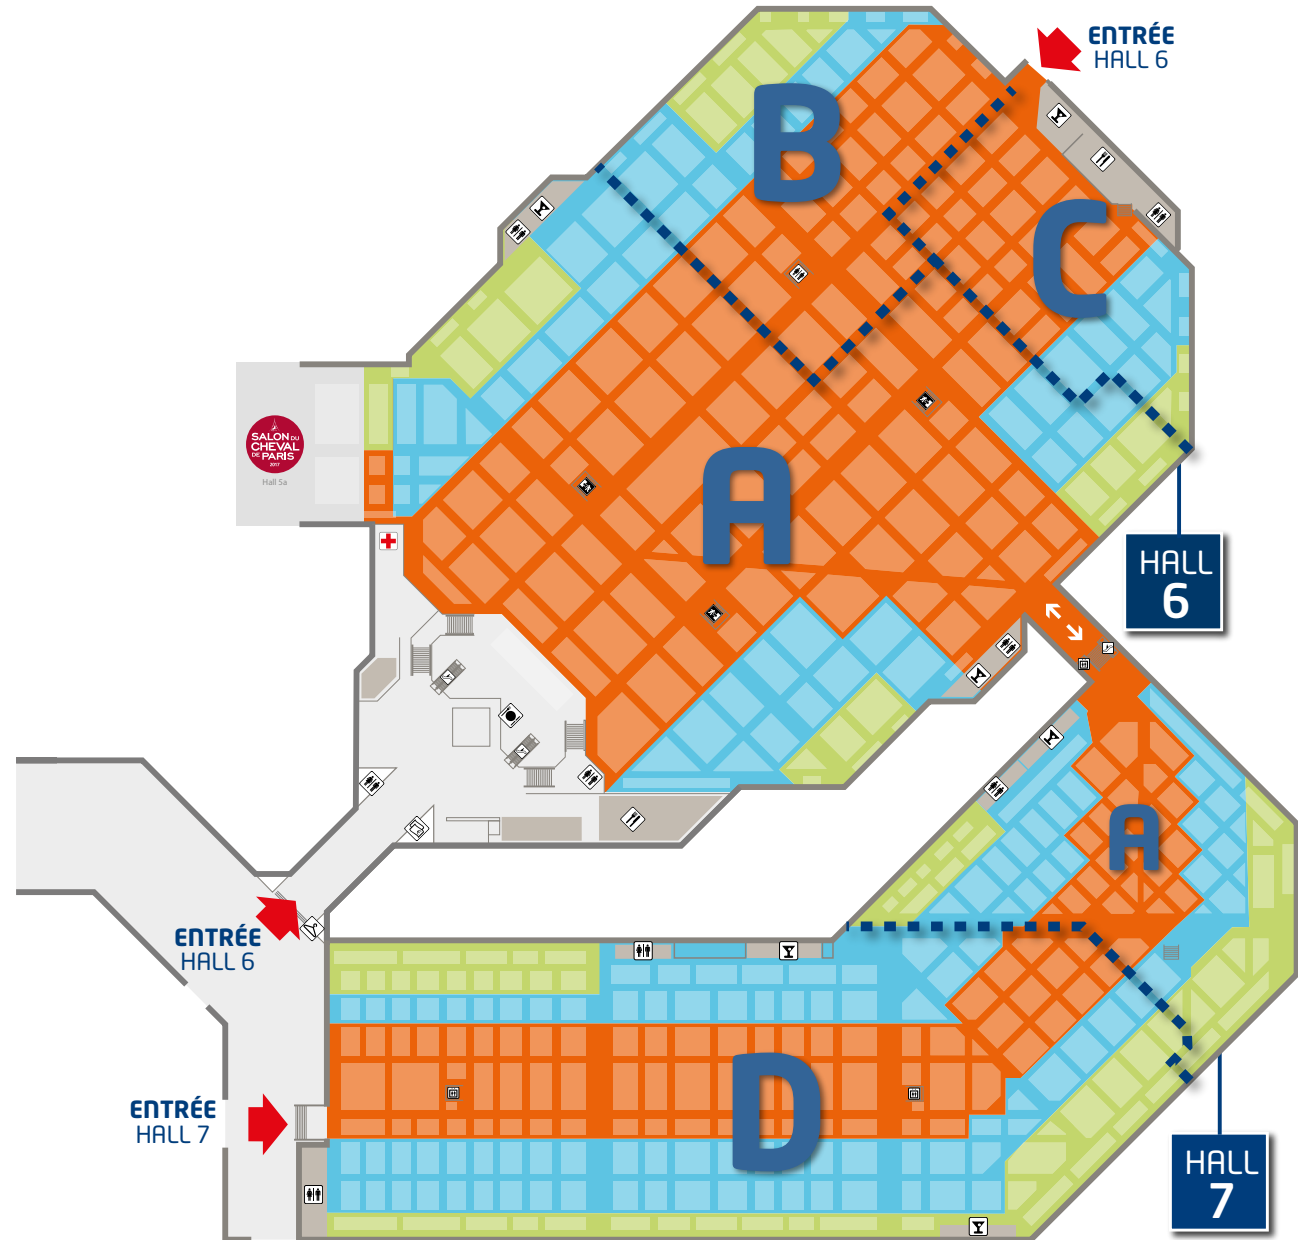 ENTRÉE
HALL 6
B
C
SALON DU
CHEVAL
DE PARIS
2017
Hall 5a
A
HALL
6
A
ENTRÉE
HALL 6
D
ENTRÉE
HALL 7
HALL
7